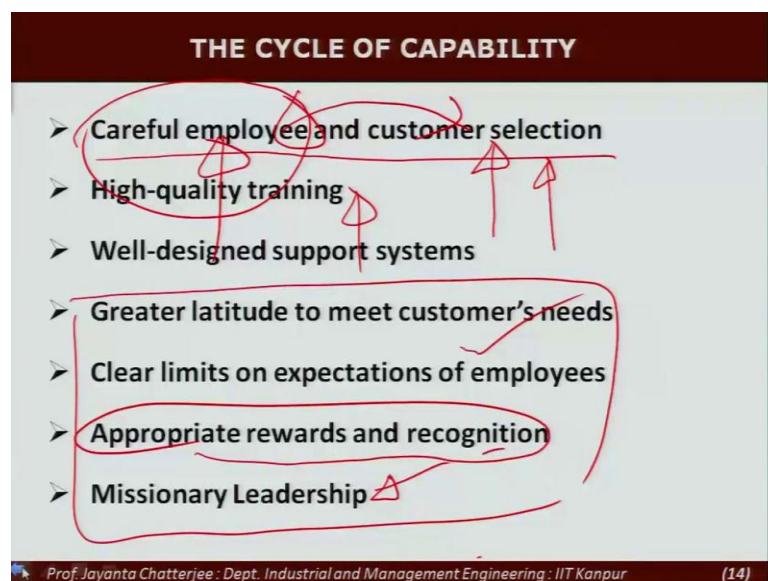 THE CYCLE OF CAPABILITY
➤ Careful employee and customer selection
➤ High-quality training
➤ Well-designed support systems
➤ Greater latitude to meet customer's needs
➤ Clear limits on expectations of employees
➤ Appropriate rewards and recognition
➤ Missionary Leadership
Prof. Jayanta Chatterjee : Dept. Industrial and Management Engineering : IIT Kanpur (14)